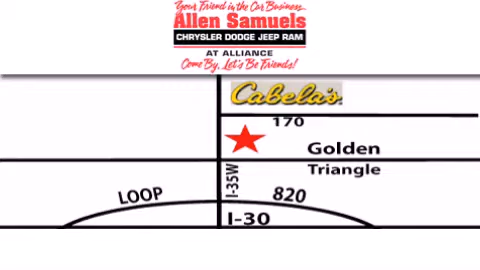 Your Friend in the Car Business...
Allen Samuels
CHRYSLER DODGE JEEP RAM
AT ALLIANCE
Come By, Let's Be Friends!
Cabela's
170
Golden
Triangle
I-35W
LOOP
820
I-30